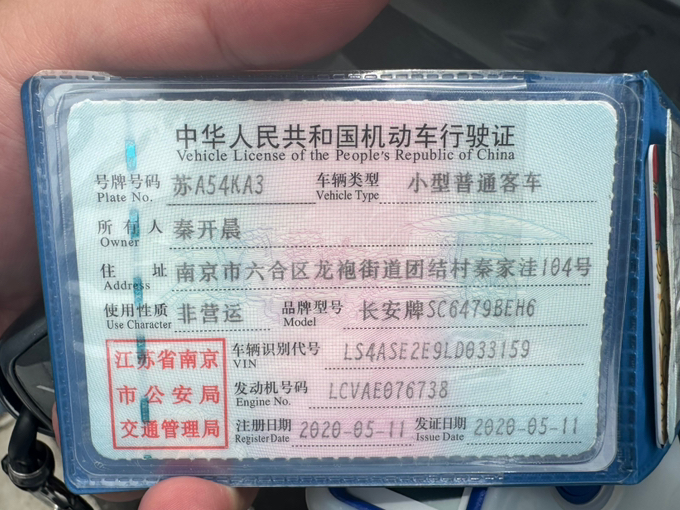 中华人民共和国机动车行驶证
Vehicle License of the People's Republic of China
号牌号码 苏A54KA3 车辆类型 小型普通客车
Plate No. Vehicle Type
所有人 秦开晨
Owner
住址 南京市六合区龙袍街道团结村秦家洼104号
Address
使用性质 非营运 品牌型号 长安牌SC6479BEH6
Use Character Model
江苏省南京
市公安局
交通管理局
车辆识别代号 LS4ASE2E9LD033159
VIN
发动机号码 LCVAE076738
Engine No.
注册日期 2020-05-11 发证日期 2020-05-11
Register Date Issue Date